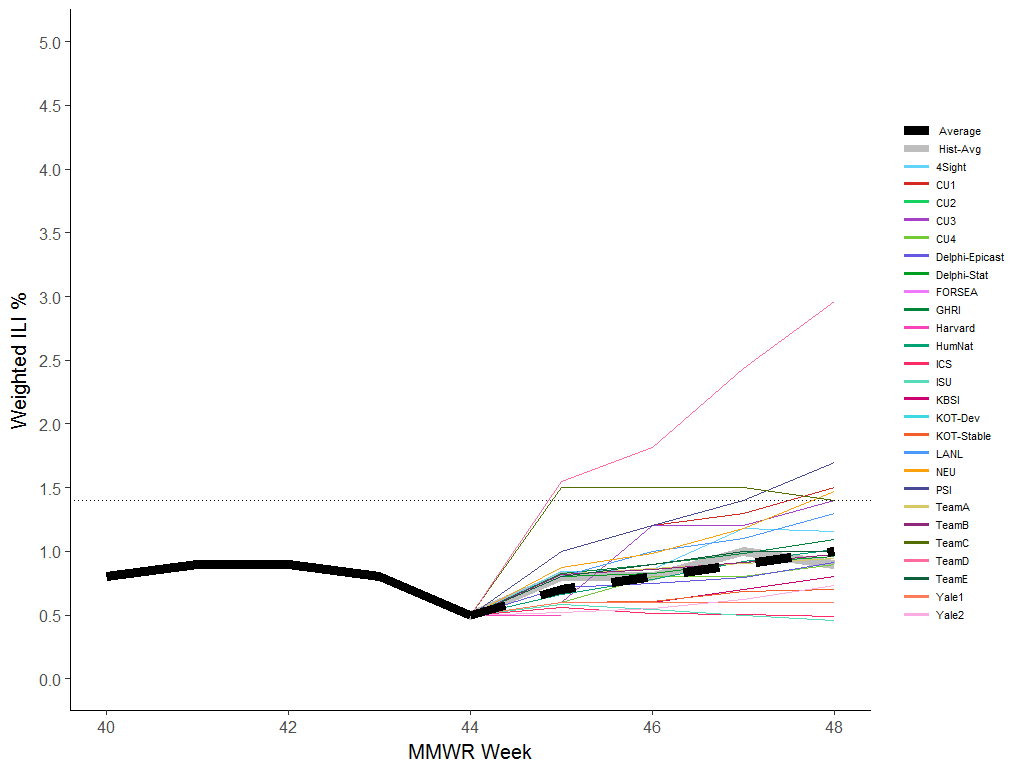 5.0
4.5
4.0
3.5
3.0
2.5
2.0
1.5
1.0
0.5
0.0
Weighted ILI %
40
42
44
46
48
MMWR Week
Average
Hist-Avg
4Sight
CU1
CU2
CU3
CU4
Delphi-Epicast
Delphi-Stat
FORSEA
GHRI
Harvard
HumNat
ICS
ISU
KBSI
KOT-Dev
KOT-Stable
LANL
NEU
PSI
TeamA
TeamB
TeamC
TeamD
TeamE
Yale1
Yale2